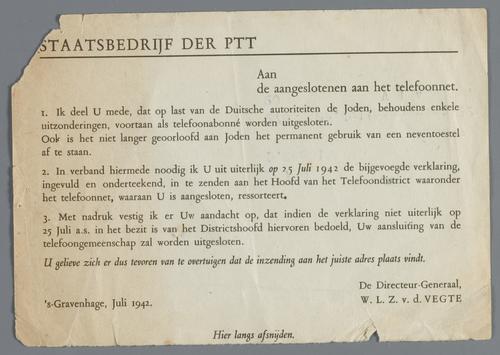 STAATSBEDRIJF DER PTT
Aan
de aangeslotenen aan het telefoonnet.
1. Ik deel U mede, dat op last van de Duitsche autoriteiten de Joden, behoudens enkele
uitzonderingen, voortaan als telefoonabonné worden uitgesloten.
Ook is het niet langer geoorloofd aan Joden het permanent gebruik van een neventoestel
af te staan.
2. In verband hiermede noodig ik U uit uiterlijk op 25 Juli 1942 de bijgevoegde verklaring,
ingevuld en onderteekend, in te zenden aan het Hoofd van het Telefoondistrict waaronder
het telefoonnet, waaraan U is aangesloten, ressorteert.
3. Met nadruk vestig ik er Uw aandacht op, dat indien de verklaring niet uiterlijk op
25 Juli a.s. in het bezit is van het Districtshoofd hiervoren bedoeld, Uw aansluiting van de
telefoongemeenschap zal worden uitgesloten.
U gelieve zich er dus tevoren van te overtuigen dat de inzending aan het juiste adres plaats vindt.
De Directeur-Generaal,
's-Gravenhage, Juli 1942.
W. L. Z. v. d. VEGTE
Hier langs afsnijden.